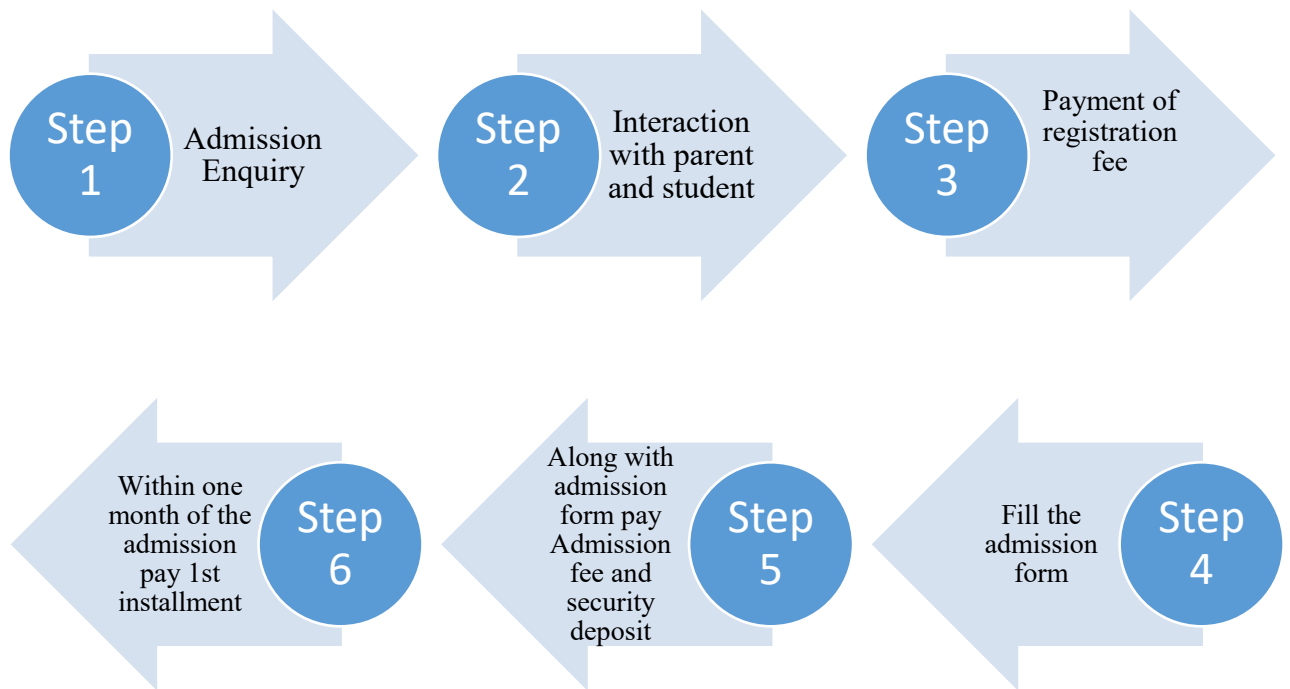 Step
1
Admission
Enquiry
Step
2
Interaction
with parent
and student
Step
3
Payment of
registration
fee
Step
4
Fill the
admission
form
Step
5
Along with
admission
form pay
Admission
fee and
security
deposit
Step
6
Within one
month of the
admission
pay 1st
installment